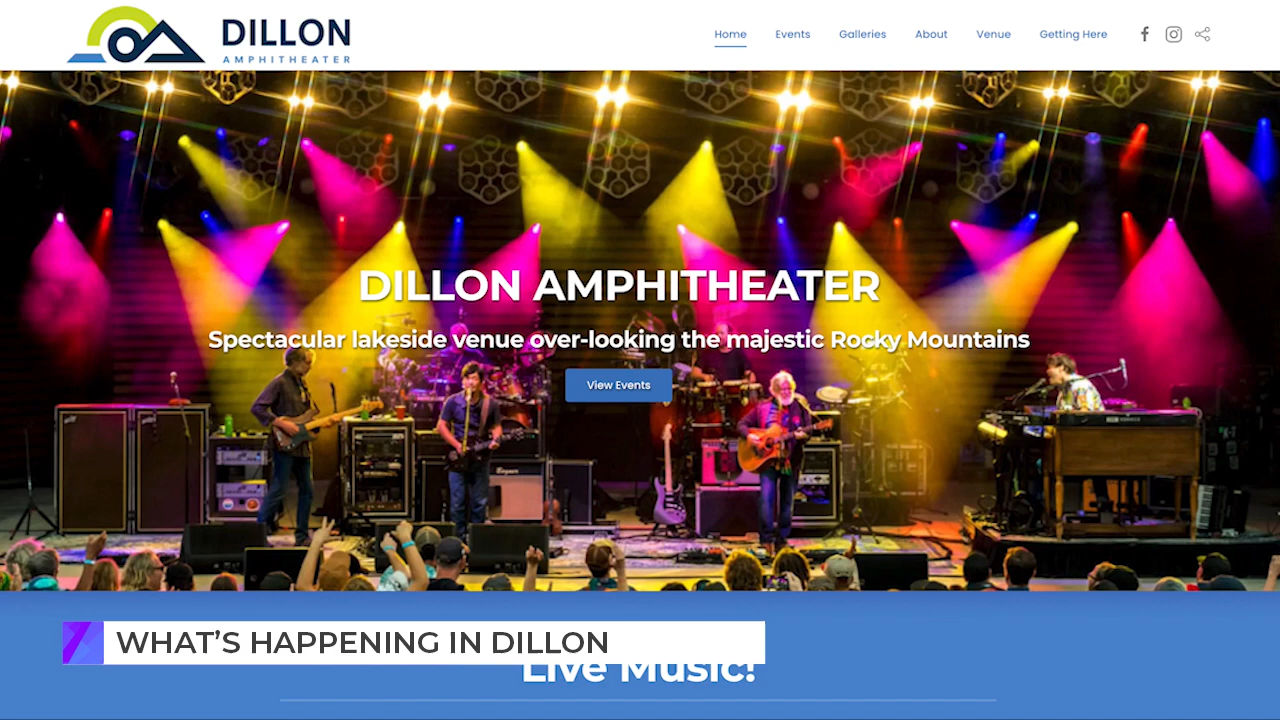 DILLON
AMPHITHEATER
Home Events Galleries About Venue Getting Here
DILLON AMPHITHEATER
Spectacular lakeside venue over-looking the majestic Rocky Mountains
View Events
WHAT’S HAPPENING IN DILLON
Live Music!